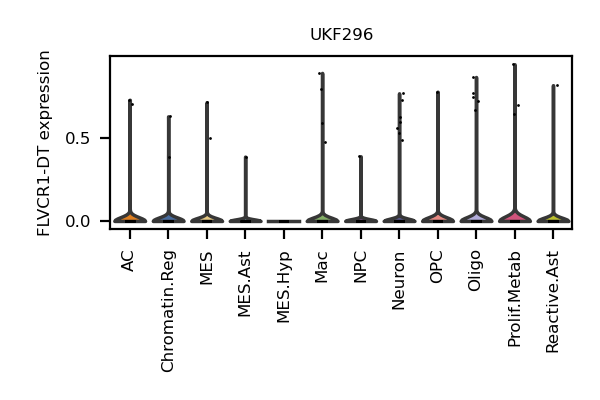 UKF296
FLVCR1-DT expression
0.5
0.0
AC
Chromatin.Reg
MES
MES.Ast
MES.Hyp
Mac
NPC
Neuron
OPC
Oligo
Prolif.Metab
Reactive.Ast